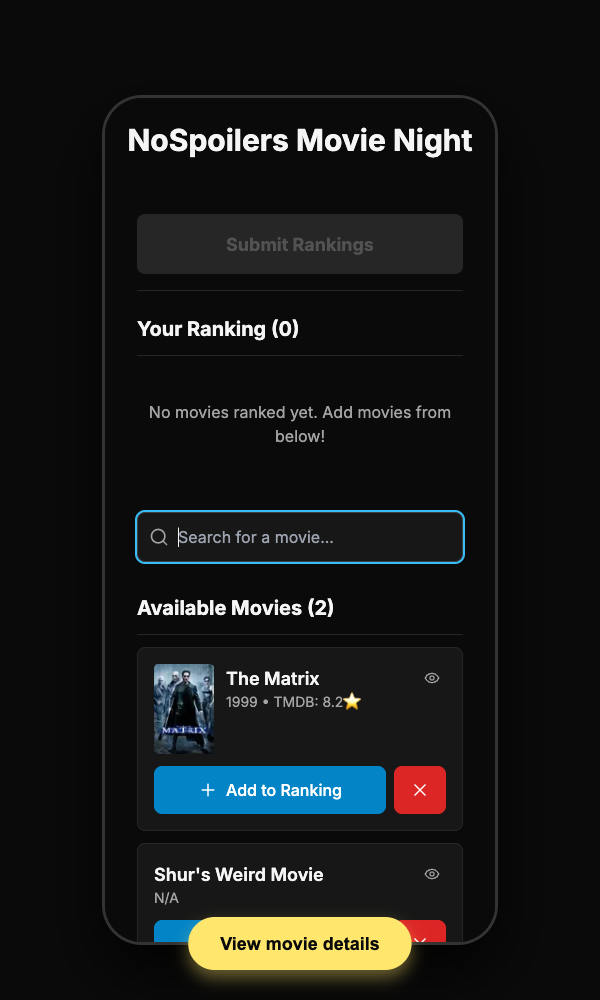 NoSpoilers Movie Night
Submit Rankings
Your Ranking (0)
No movies ranked yet. Add movies from
below!
Search for a movie...
Available Movies (2)
The Matrix
1999 • TMDB: 8.2⭐
MATRIX
Add to Ranking
Shur's Weird Movie
N/A
View movie details